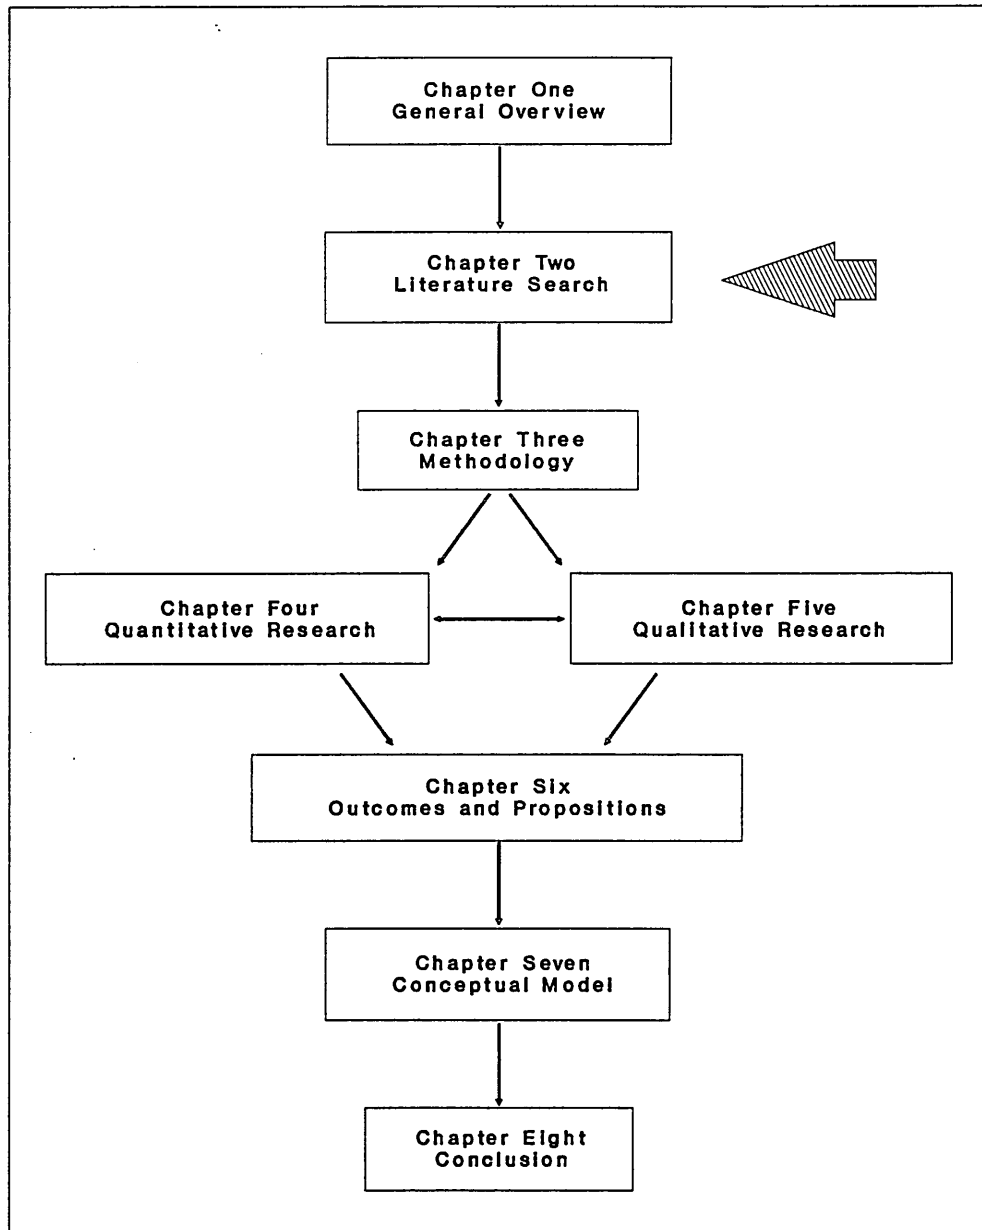 Chapter One
General Overview
Chapter Two
Literature Search
Chapter Three
Methodology
Chapter Four
Quantitative Research
Chapter Five
Qualitative Research
Chapter Six
Outcomes and Propositions
Chapter Seven
Conceptual Model
Chapter Eight
Conclusion